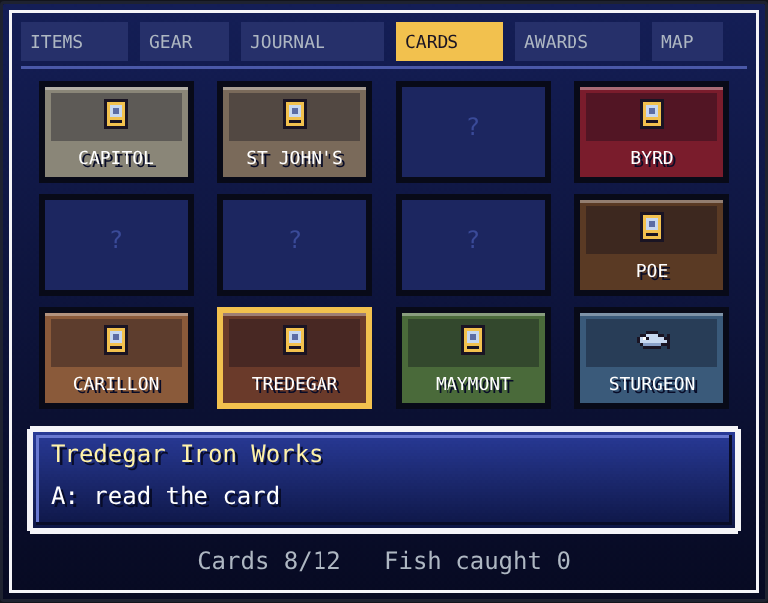 ITEMS GEAR JOURNAL CARDS AWARDS MAP
CAPITOL ST JOHN'S ? BYRD
? ? ? POE
CARILLON TREDEGAR MAYMONT STURGEON
Tredegar Iron Works
A: read the card
Cards 8/12 Fish caught 0